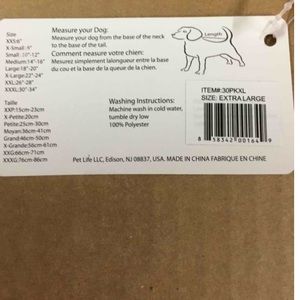 Size
XXS:6"
X-Small: 8"
Small: 10"-12"
Medium:14"-16"
Large:18"-20"
X-Large:22"-24"
XXL:26"-28"
XXXL:30"-34"
Taille
XXP:15cm-23cm
X-Petite:20cm
Petite:25cm-30cm
Moyan:36cm-41cm
Grand:46cm-50cm
X-Grande:56cm-61cm
XXG:66cm-71cm
XXXG:76cm-86cm
Measure your Dog:
Measure your dog from the base of the neck
to the base of the tail.
Comment neasure votre chien:
Mesurez simplement lalongueur entre la base
du cou et la base de la queue de la chien.
Length
Washing Instructions:
Machine wash in cold water,
tumble dry low
100% Polyester
ITEM#:30PKXL
SIZE: EXTRA LARGE
8 58342 00164 9
Pet Life LLC, Edison, NJ 08837, USA. MADE IN CHINA FABRIQUE EN CHINE